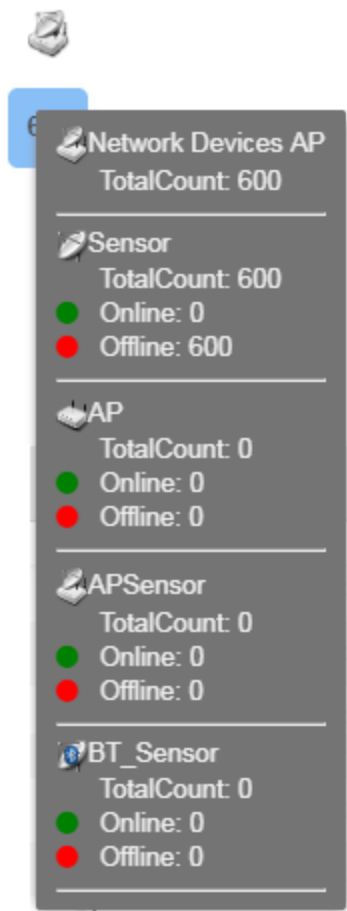 Network Devices AP
TotalCount: 600
Sensor
TotalCount: 600
Online: 0
Offline: 600
AP
TotalCount: 0
Online: 0
Offline: 0
APSensor
TotalCount: 0
Online: 0
Offline: 0
BT_Sensor
TotalCount: 0
Online: 0
Offline: 0